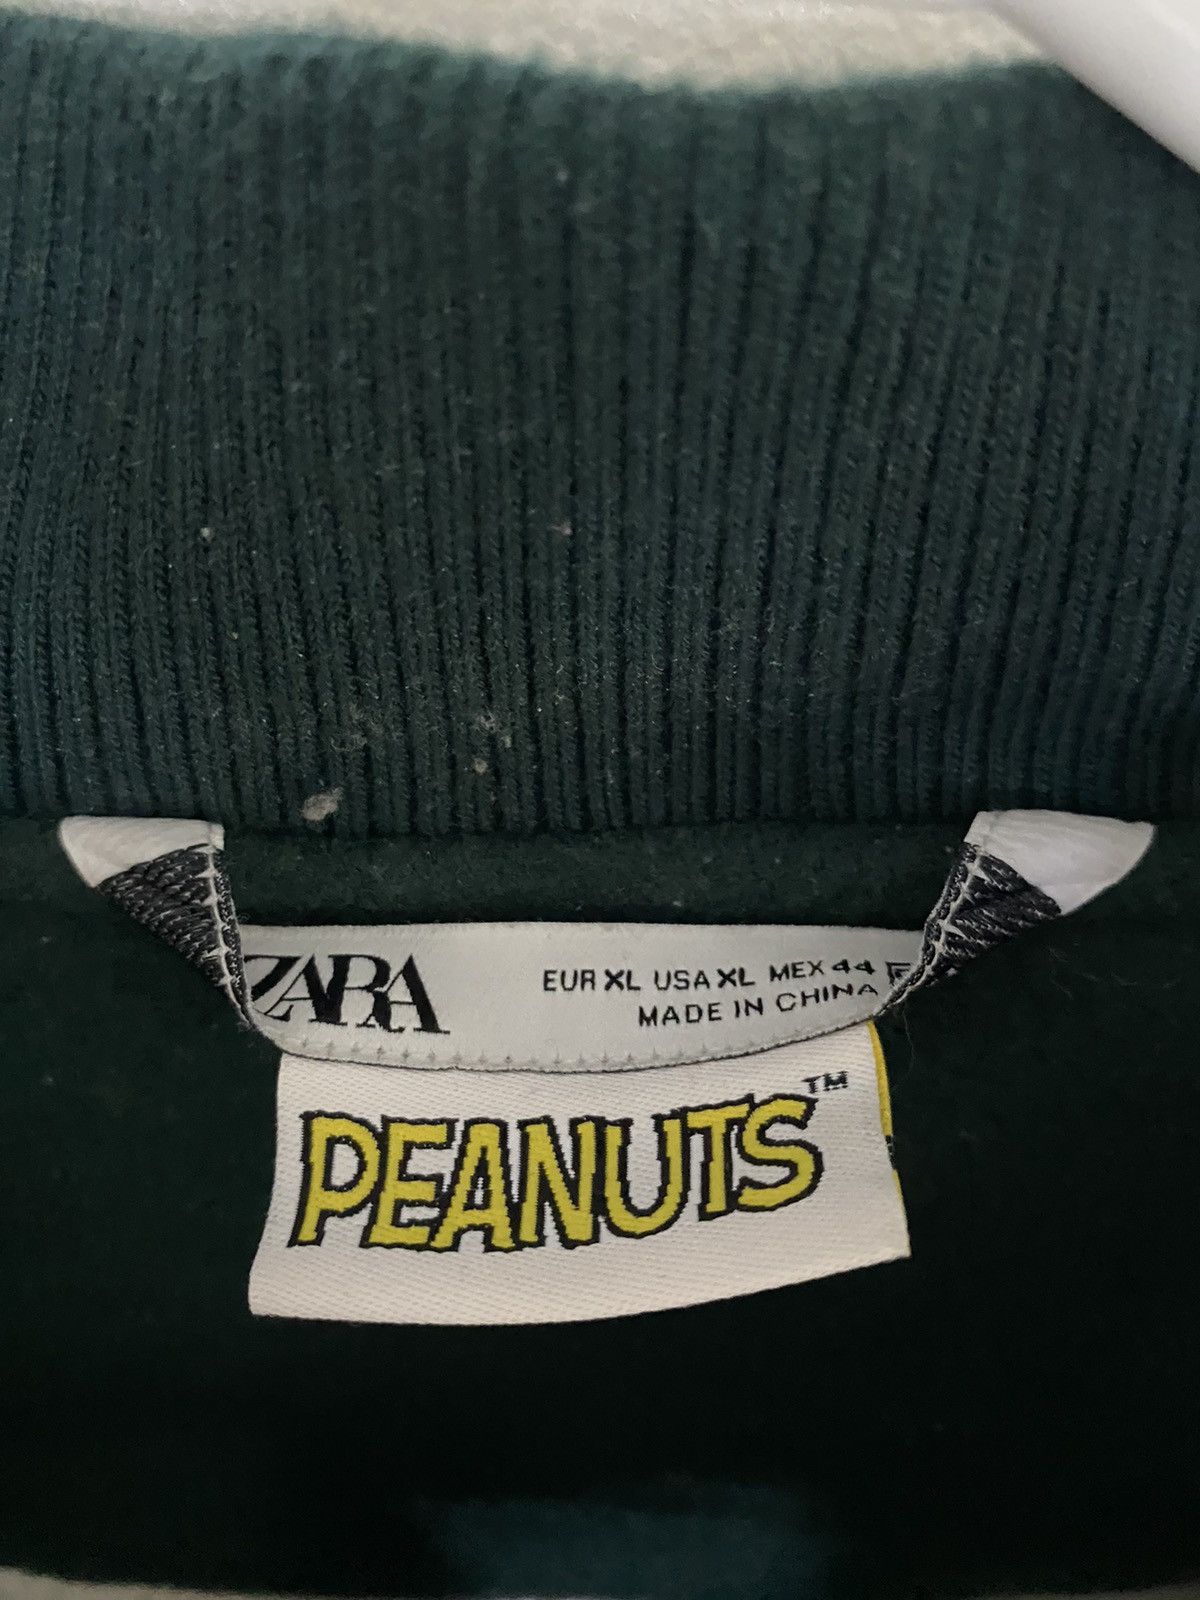 ZARA
EUR XL USA XL MEX 44
MADE IN CHINA
PEANUTS™